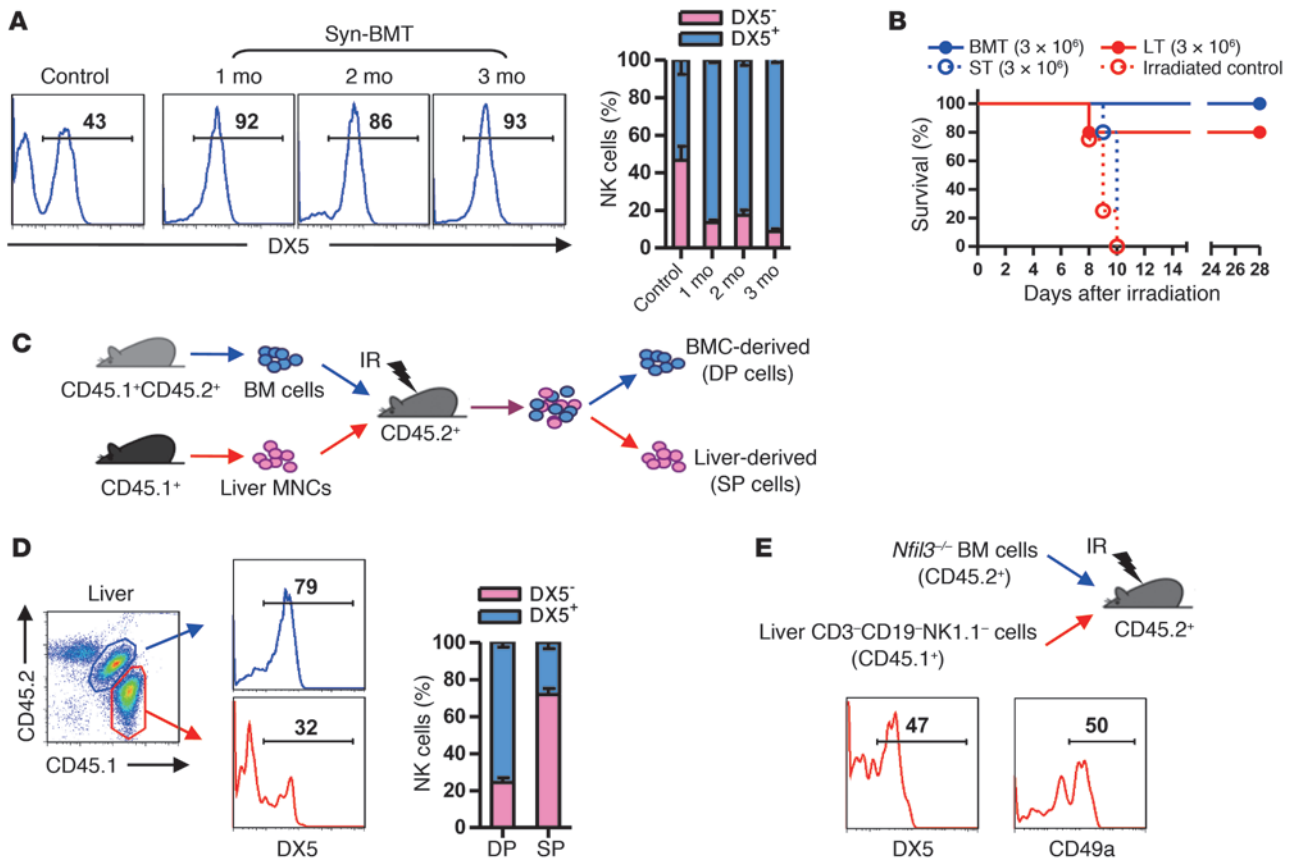 A
Syn-BMT
Control
1 mo
2 mo
3 mo
43
92
86
93
DX5
DX5⁻
DX5⁺
NK cells (%)
100
80
60
40
20
0
Control
1 mo
2 mo
3 mo
B
BMT (3 × 10⁶)
LT (3 × 10⁶)
ST (3 × 10⁶)
Irradiated control
Survival (%)
100
80
60
40
20
0
0 2 4 6 8 10 12 14 24 26 28
Days after irradiation
C
CD45.1⁺CD45.2⁺
BM cells
IR
CD45.2⁺
BMC-derived
(DP cells)
CD45.1⁺
Liver MNCs
Liver-derived
(SP cells)
D
Liver
CD45.2
CD45.1
79
32
DX5
DX5⁻
DX5⁺
NK cells (%)
100
80
60
40
20
0
DP SP
E
Nfil3⁻/⁻ BM cells
(CD45.2⁺)
IR
Liver CD3⁻CD19⁻NK1.1⁻ cells
(CD45.1⁺)
CD45.2⁺
47
50
DX5
CD49a